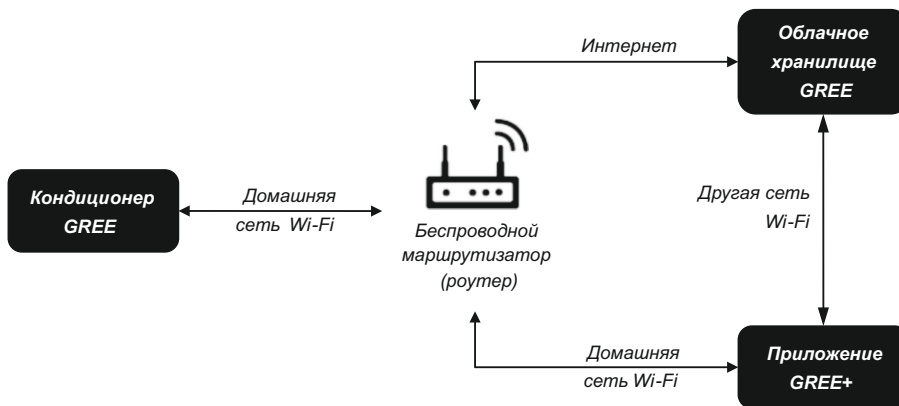 Интернет
Облачное
хранилище
GREE
Кондиционер
GREE
Домашняя
сеть Wi-Fi
Беспроводной
маршрутизатор
(роутер)
Другая сеть
Wi-Fi
Домашняя
сеть Wi-Fi
Приложение
GREE+